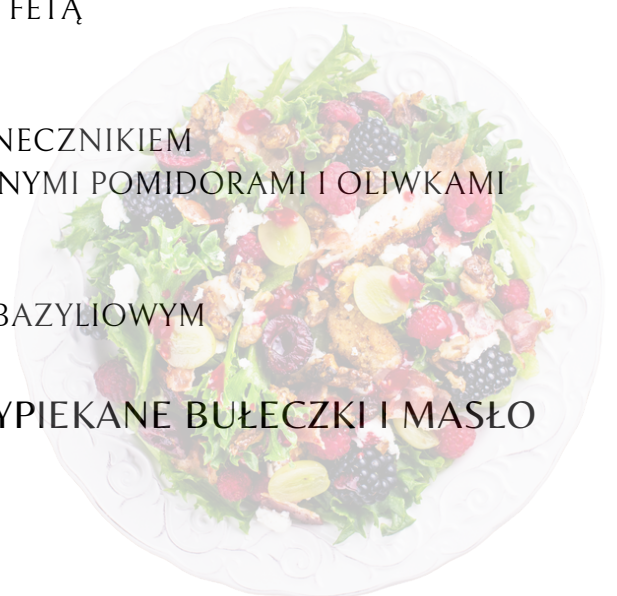 FETĄ
NECZNIKIEM
NYMI POMIDORAMI I OLIWKAMI
BAZYLIOWYM
YPIEKANE BUŁECZKI I MASŁO